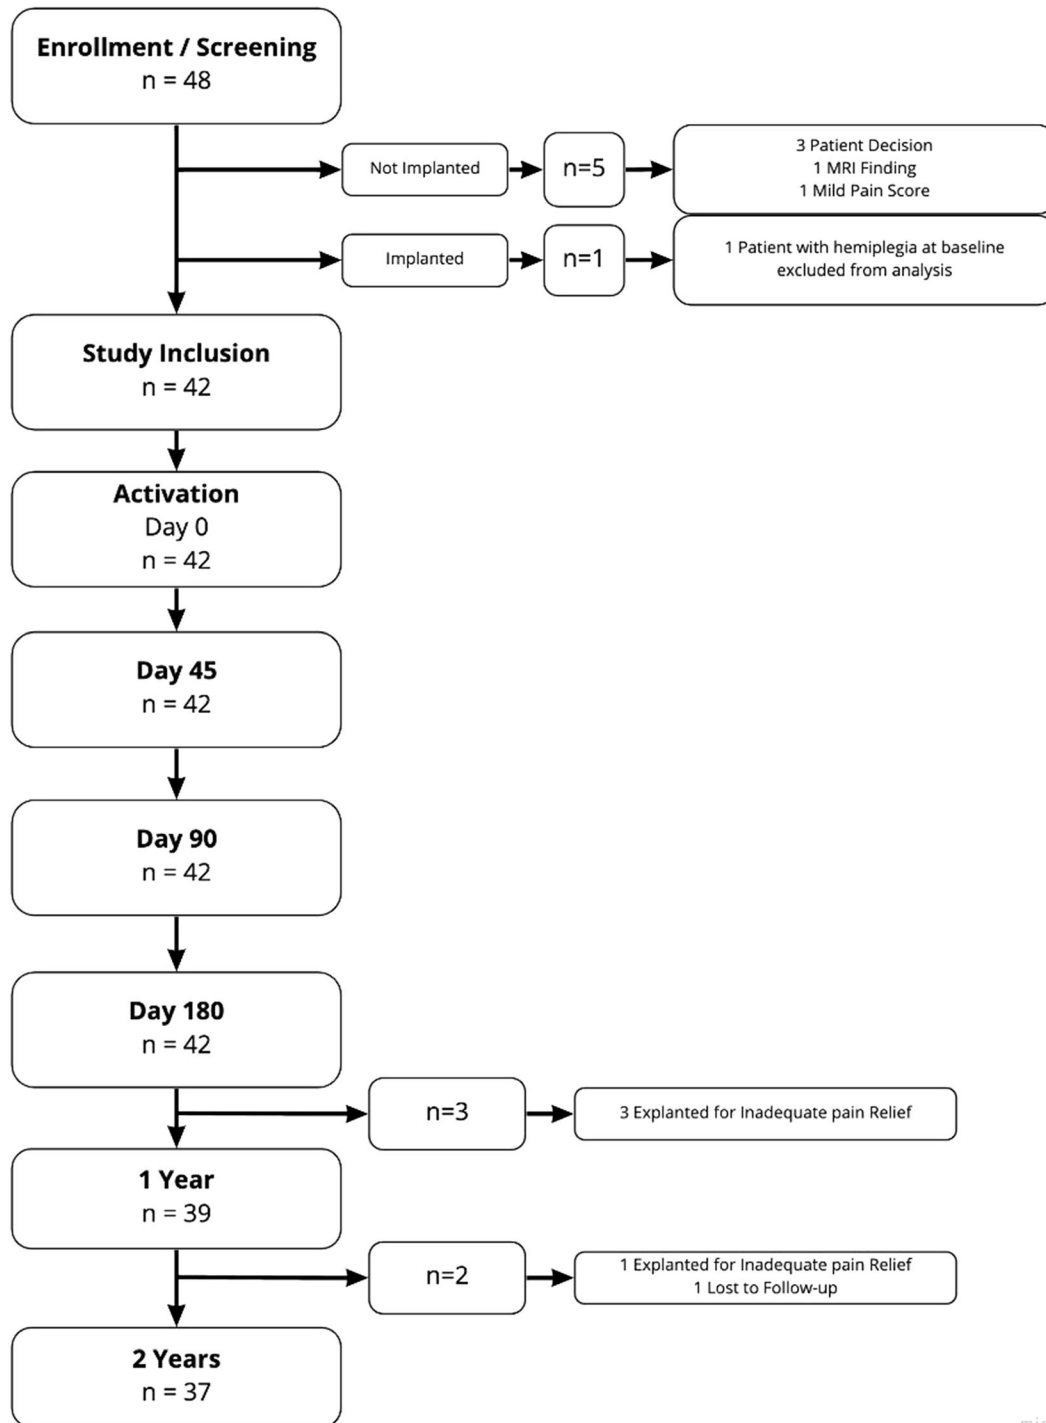 Enrollment / Screening
n = 48
Not Implanted
n=5
3 Patient Decision
1 MRI Finding
1 Mild Pain Score
Implanted
n=1
1 Patient with hemiplegia at baseline
excluded from analysis
Study Inclusion
n = 42
Activation
Day 0
n = 42
Day 45
n = 42
Day 90
n = 42
Day 180
n = 42
n=3
3 Explanted for Inadequate pain Relief
1 Year
n = 39
n=2
1 Explanted for Inadequate pain Relief
1 Lost to Follow-up
2 Years
n = 37